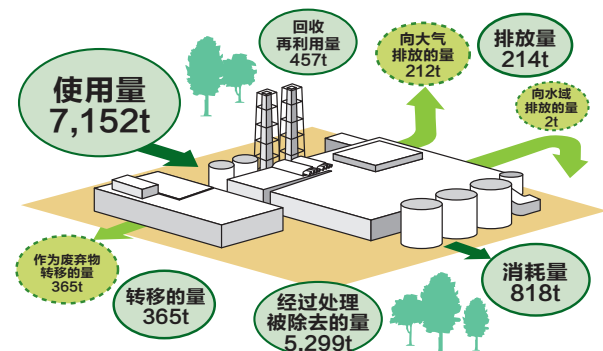 回收
再利用量
457t
向大气
排放的量
212t
排放量
214t
使用量
7,152t
向水域
排放的量
2t
作为废弃物
转移的量
365t
转移的量
365t
经过处理
被除去的量
5,299t
消耗量
818t